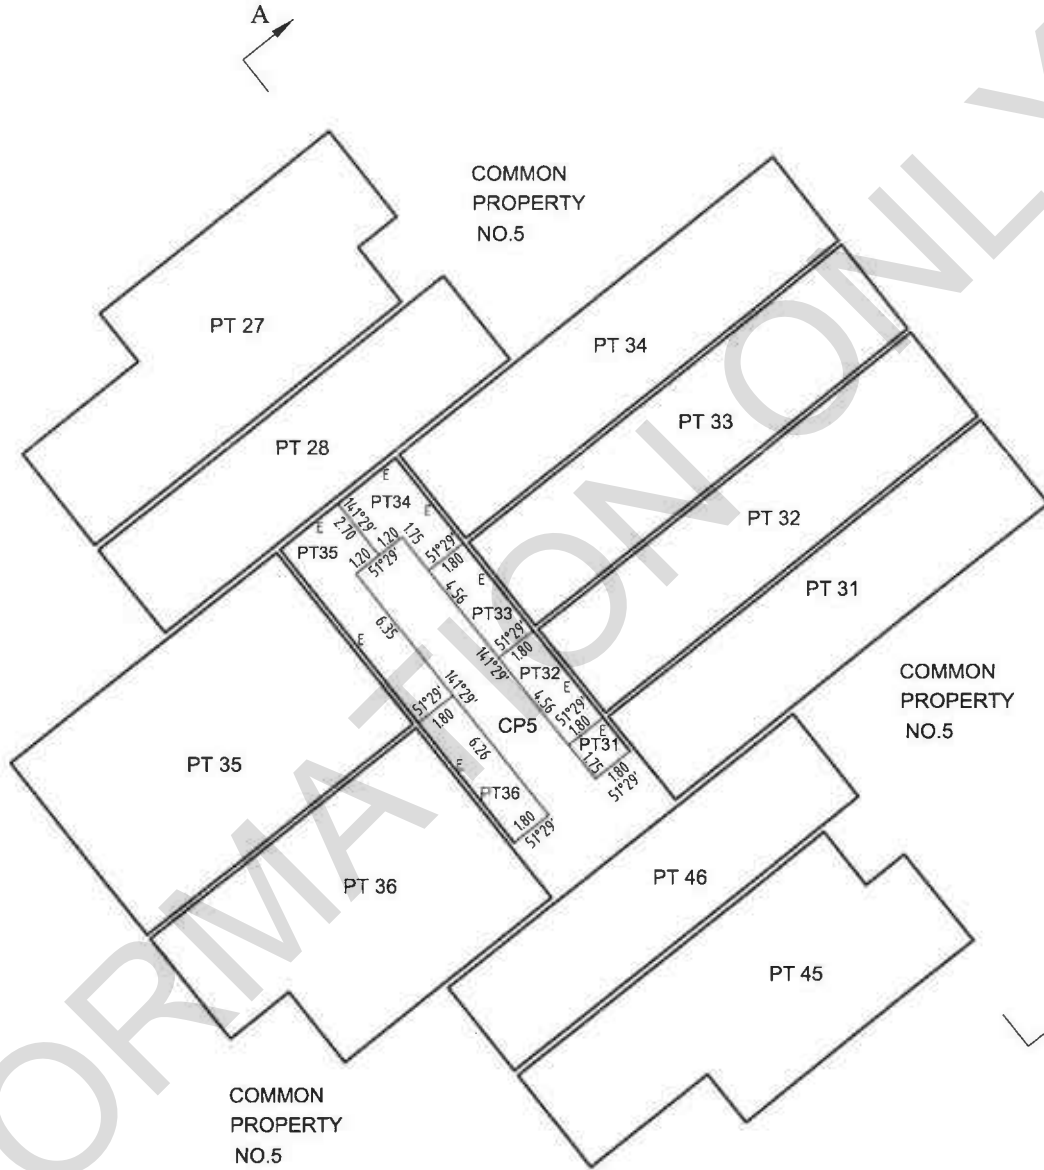 A
COMMON
PROPERTY
NO.5
PT 27
PT 34
PT 33
PT 28
PT 32
PT 31
E
PT34
E
141°29'
2.70
E
PT35
1.20
1.20
51°29'
1.75
51°29'
1.80
4.56
E
PT33
51°29'
1.80
141°29'
PT32
E
4.56
51°29'
1.80
E
PT31
1.75
1.80
51°29'
6.35
E
141°29'
51°29'
1.80
6.26
CP5
E
PT36
1.80
51°29'
COMMON
PROPERTY
NO.5
PT 35
PT 36
PT 46
PT 45
COMMON
PROPERTY
NO.5
ORMATION ONLY